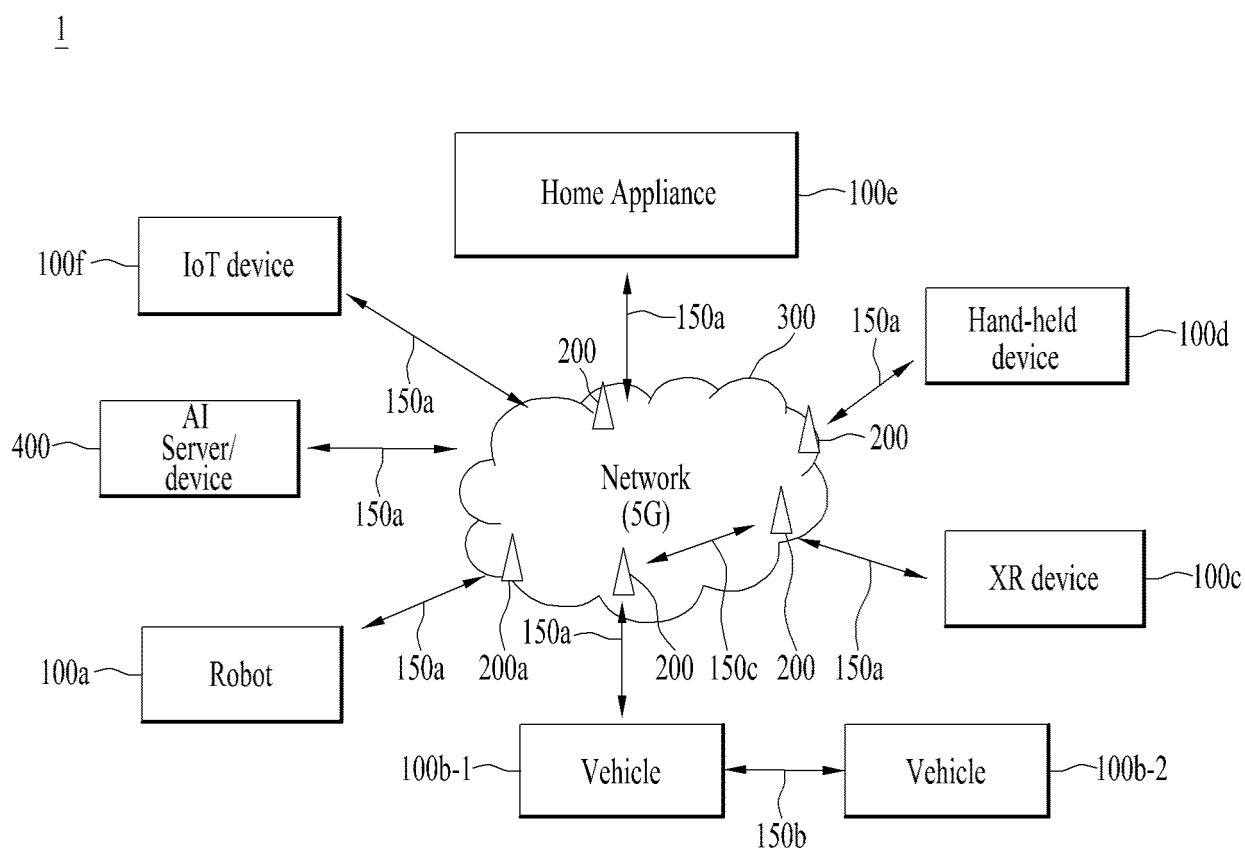 1
Home Appliance
100e
IoT device
100f
150a
300
150a
Hand-held
device
100d
200
150a
AI
Server/
device
400
200
150a
Network
(5G)
XR device
100c
150a
150a
200a
200
150c
200
150a
100a
Robot
100b-1
Vehicle
Vehicle
100b-2
150b